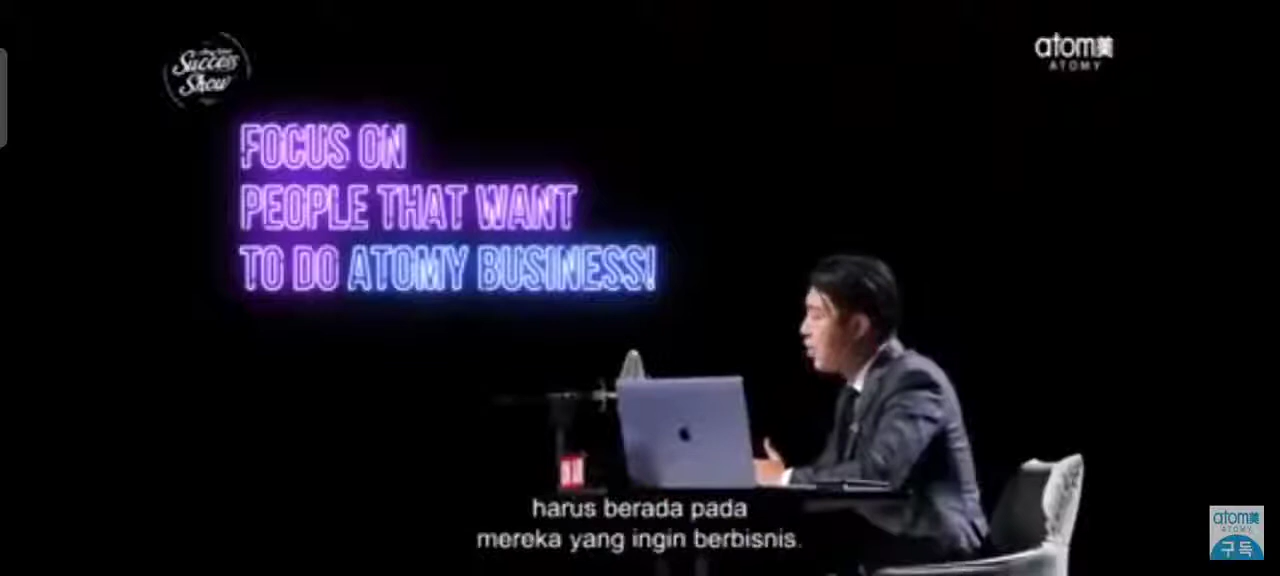 Success
Show
atom美
ATOMY
FOCUS ON
PEOPLE THAT WANT
TO DO ATOMY BUSINESS!
harus berada pada
mereka yang ingin berbisnis.
atom美
ATOMY
구독